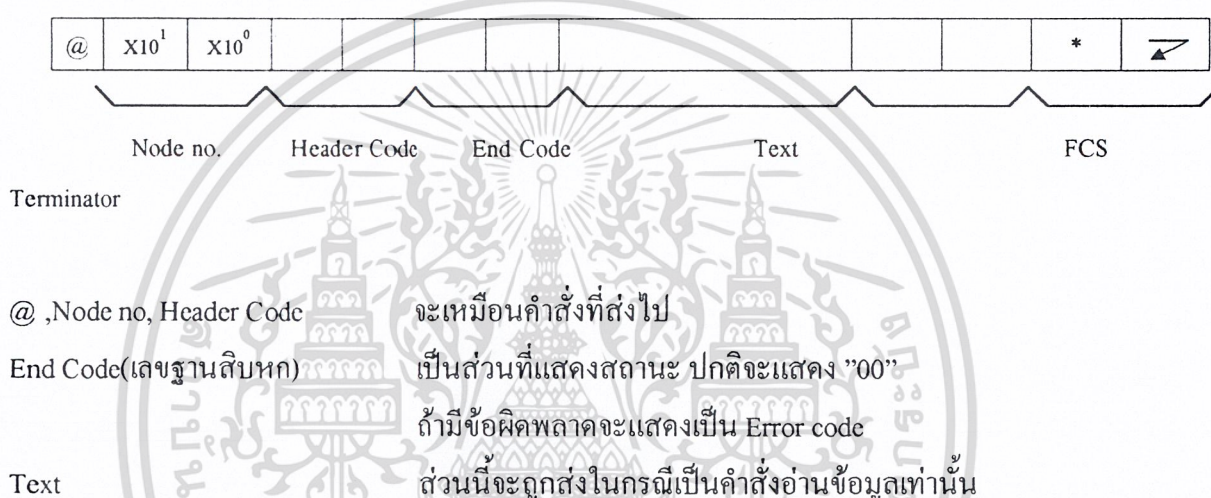 @ X10¹ X10⁰ * 
Node no. Header Code End Code Text FCS
Terminator
@ ,Node no, Header Code จะเหมือนคำสั่งที่ส่งไป
End Code(เลขฐานสิบหก) เป็นส่วนที่แสดงสถานะ ปกติจะแสดง ”00”
ถ้ามีข้อผิดพลาดจะแสดงเป็น Error code
Text ส่วนนี้จะถูกส่งในกรณีเป็นคำสั่งอ่านข้อมูลเท่านั้น